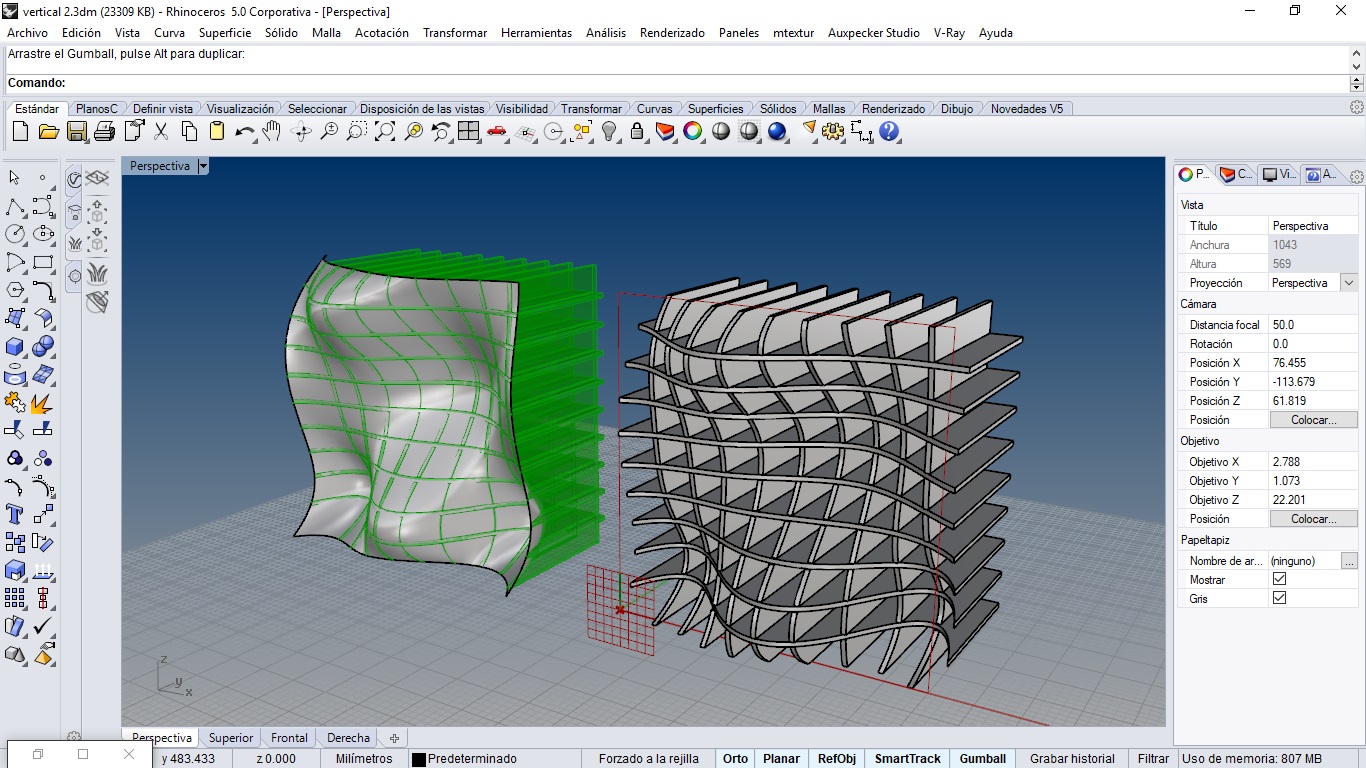 vertical 2.3dm (23309 KB) - Rhinoceros 5.0 Corporativa - [Perspectiva]
Archivo Edición Vista Curva Superficie Sólido Malla Acotación Transformar Herramientas Análisis Renderizado Paneles mtextur Auxpecker Studio V-Ray Ayuda
Arrastre el Gumball, pulse Alt para duplicar:
Comando:
Estándar PlanosC Definir vista Visualización Seleccionar Disposición de las vistas Visibilidad Transformar Curvas Superficies Sólidos Mallas Renderizado Dibujo Novedades V5
Perspectiva
P... C... Vi... A...
Vista
Título Perspectiva
Anchura 1043
Altura 569
Proyección Perspectiva
Cámara
Distancia focal 50.0
Rotación 0.0
Posición X 76.455
Posición Y -113.679
Posición Z 61.819
Posición Colocar...
Objetivo
Objetivo X 2.788
Objetivo Y 1.073
Objetivo Z 22.201
Posición Colocar...
Papeltapiz
Nombre de ar... (ninguno) ...
Mostrar
Gris
z
y
x
Perspectiva Superior Frontal Derecha
y 483.433 z 0.000 Milímetros Predeterminado Forzado a la rejilla Orto Planar RefObj SmartTrack Gumball Grabar historial Filtrar Uso de memoria: 807 MB